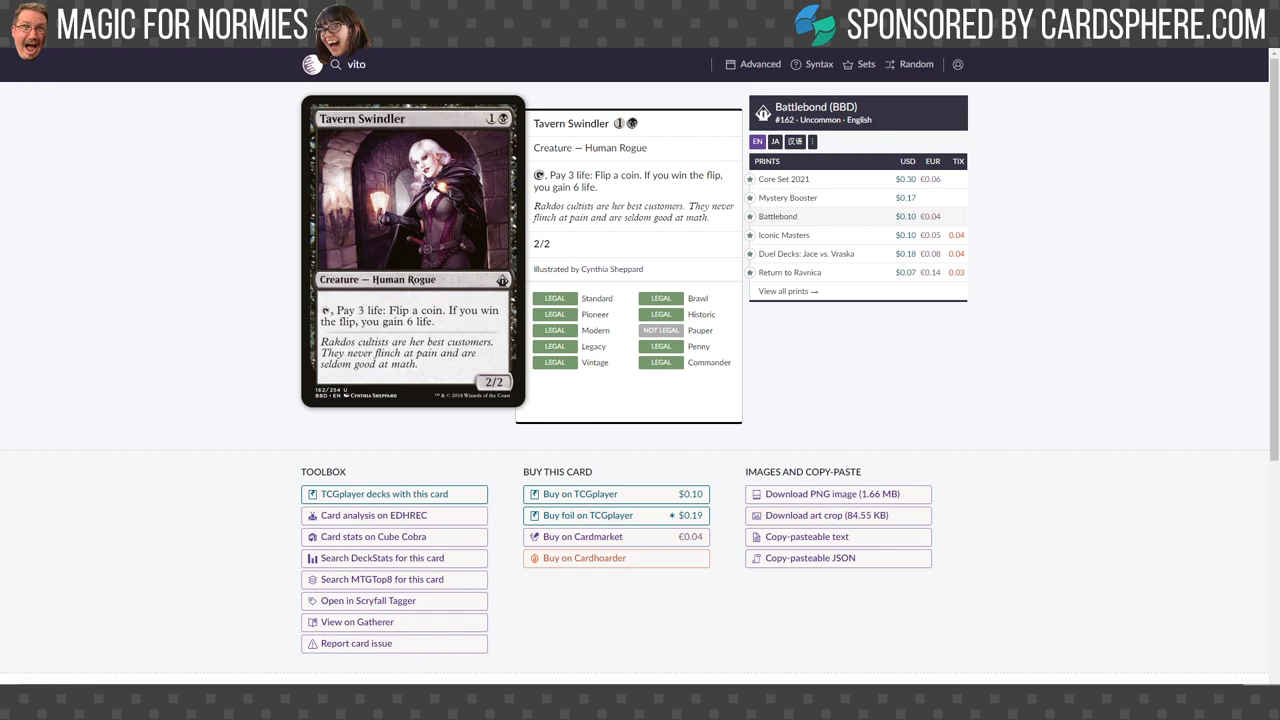 MAGIC FOR NORMIES
SPONSORED BY CARDSPHERE.COM
vito
Advanced
Syntax
Sets
Random
Tavern Swindler 1
Creature — Human Rogue
, Pay 3 life: Flip a coin. If you win
the flip, you gain 6 life.
Rakdos cultists are her best customers.
They never flinch at pain and are
seldom good at math.
2/2
162/254 U
BBD • EN Cynthia Sheppard
™ & © 2018 Wizards of the Coast
Tavern Swindler 1
Creature — Human Rogue
, Pay 3 life: Flip a coin. If you win the flip,
you gain 6 life.
Rakdos cultists are her best customers. They never
flinch at pain and are seldom good at math.
2/2
Illustrated by Cynthia Sheppard
LEGAL Standard LEGAL Brawl
LEGAL Pioneer LEGAL Historic
LEGAL Modern NOT LEGAL Pauper
LEGAL Legacy LEGAL Penny
LEGAL Vintage LEGAL Commander
Battlebond (BBD)
#162 · Uncommon · English
EN JA 汉语
PRINTS USD EUR TIX
Core Set 2021 $0.30 €0.06
Mystery Booster $0.17
Battlebond $0.10 €0.04
Iconic Masters $0.10 €0.05 0.04
Duel Decks: Jace vs. Vraska $0.18 €0.08 0.04
Return to Ravnica $0.07 €0.14 0.03
View all prints →
TOOLBOX
TCGplayer decks with this card
Card analysis on EDHREC
Card stats on Cube Cobra
Search DeckStats for this card
Search MTGTop8 for this card
Open in Scryfall Tagger
View on Gatherer
Report card issue
BUY THIS CARD
Buy on TCGplayer $0.10
Buy foil on TCGplayer ✶ $0.19
Buy on Cardmarket €0.04
Buy on Cardhoarder
IMAGES AND COPY-PASTE
Download PNG image (1.66 MB)
Download art crop (84.55 KB)
Copy-pasteable text
Copy-pasteable JSON